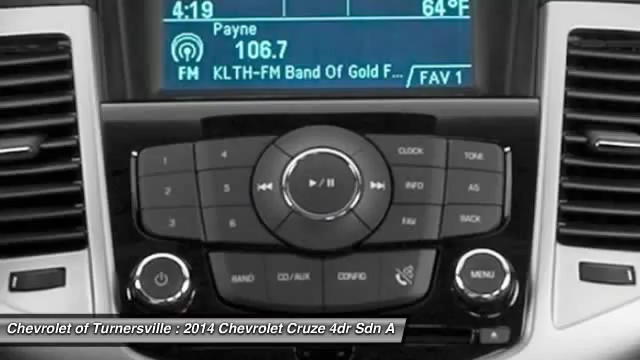 4:19 64°F
Payne
106.7
FM KLTH-FM Band Of Gold F... FAV 1
1 4 CLOCK TONE
2 5 INFO AS
3 6 FAV BACK
BAND CD/AUX CONFIG MENU
Chevrolet of Turnersville : 2014 Chevrolet Cruze 4dr Sdn A